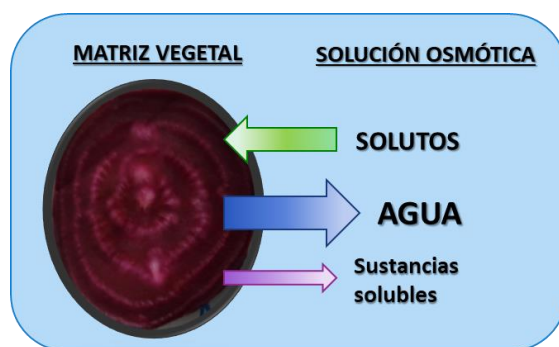 MATRIZ VEGETAL
SOLUCIÓN OSMÓTICA
SOLUTOS
AGUA
Sustancias
solubles